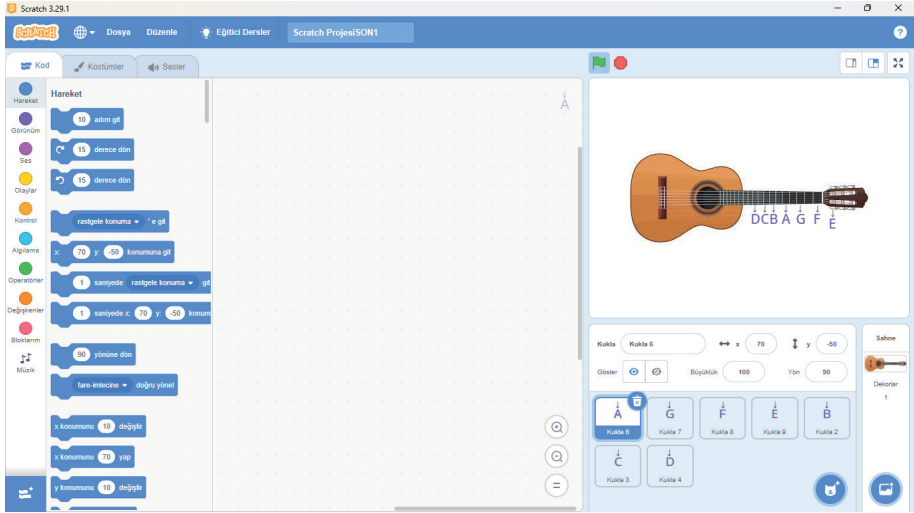 Scratch 3.29.1
SCRATCH Dosya Düzenle Eğitici Dersler Scratch ProjesiSON1
Kod Kostümler Sesler
Hareket
Görünüm
Ses
Olaylar
Kontrol
Algılama
Operatörler
Değişkenler
Bloklarım
Müzik
Hareket
10 adım git
15 derece dön
15 derece dön
rastgele konuma ' e git
x: 70 y: -50 konumuna git
1 saniyede rastgele konuma git
1 saniyede x: 70 y: -50 konum
90 yönüne dön
fare-imlecine doğru yönel
x konumunu 10 değiştir
x konumunu 70 yap
y konumunu 10 değiştir
A
D C B A G F E
Kukla Kukla 6 x 70 y -50
Göster Büyüklük 100 Yön 90
A G F E B
Kukla 6 Kukla 7 Kukla 8 Kukla 9 Kukla 2
C D
Kukla 3 Kukla 4
Sahne
Dekorlar
1